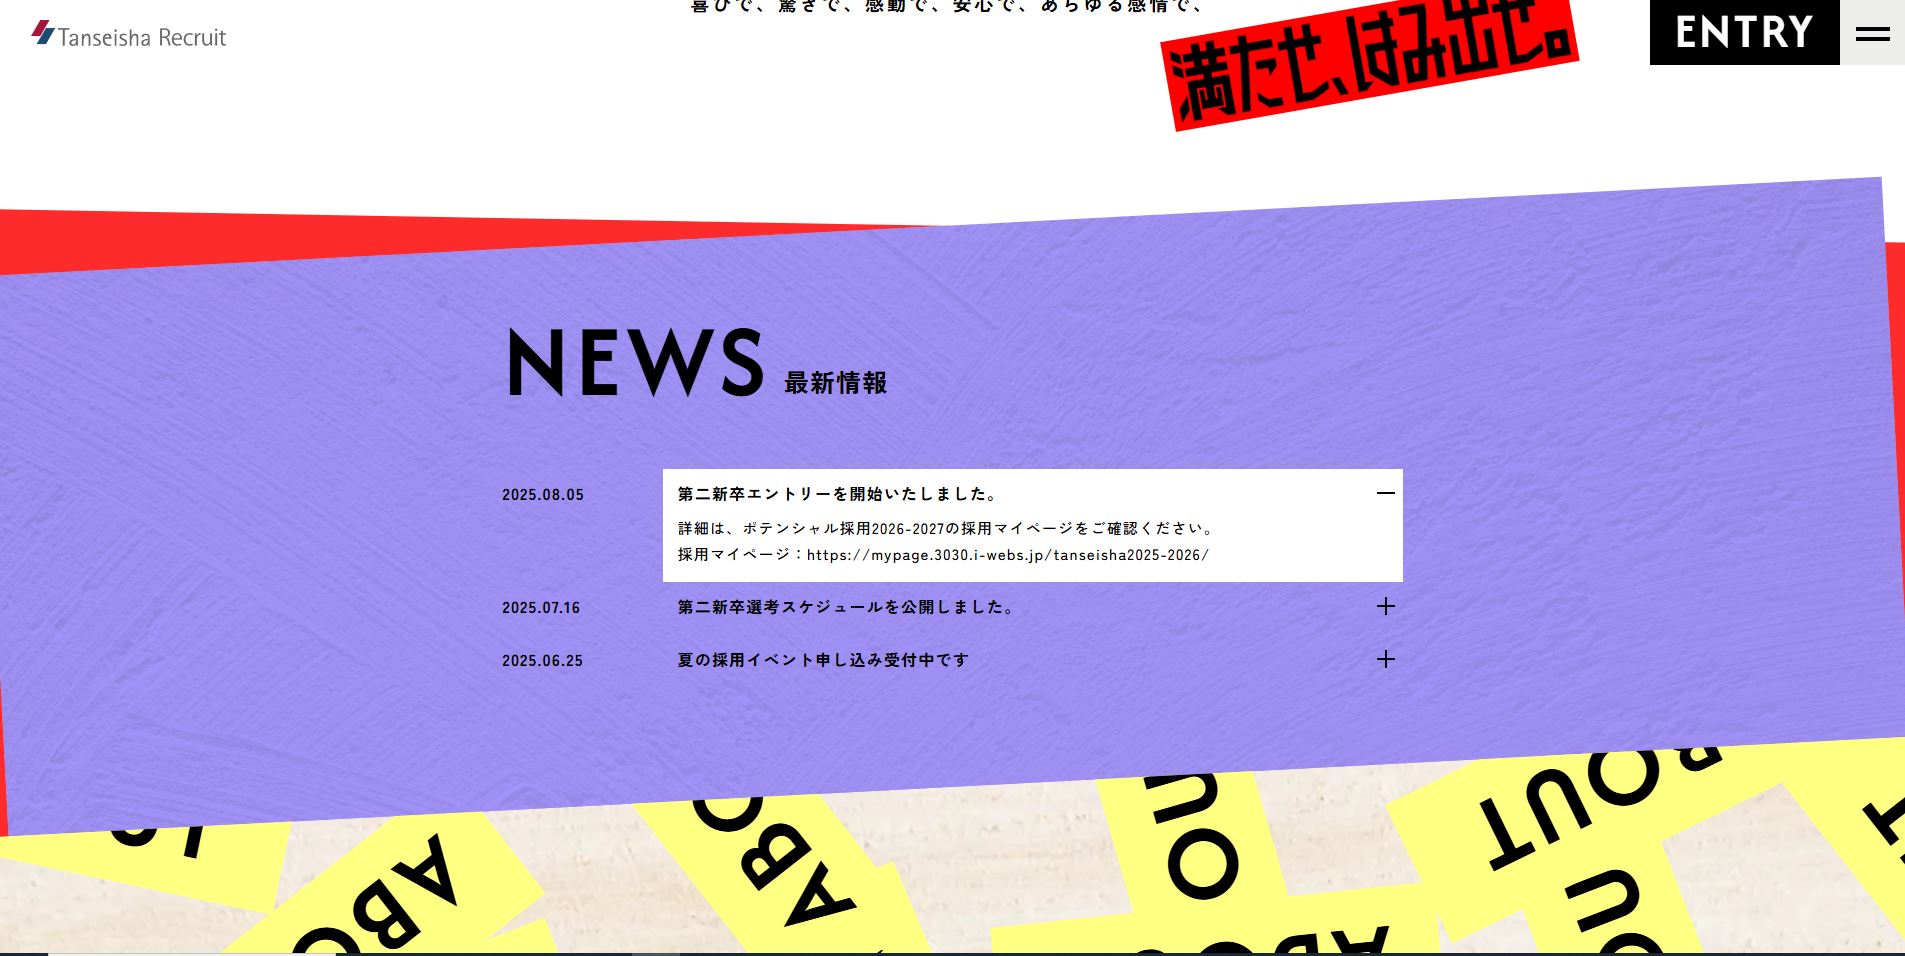 喜びで、驚きで、感動で、安心で、あらゆる感情で、
Tanseisha Recruit
満たせ、はみ出せ。
ENTRY
NEWS 最新情報
2025.08.05 第二新卒エントリーを開始いたしました。
詳細は、ポテンシャル採用2026-2027の採用マイページをご確認ください。
採用マイページ：https://mypage.3030.i-webs.jp/tanseisha2025-2026/
2025.07.16 第二新卒選考スケジュールを公開しました。
2025.06.25 夏の採用イベント申し込み受付中です
ABO
ABO
OU
OUT
OU
ABO